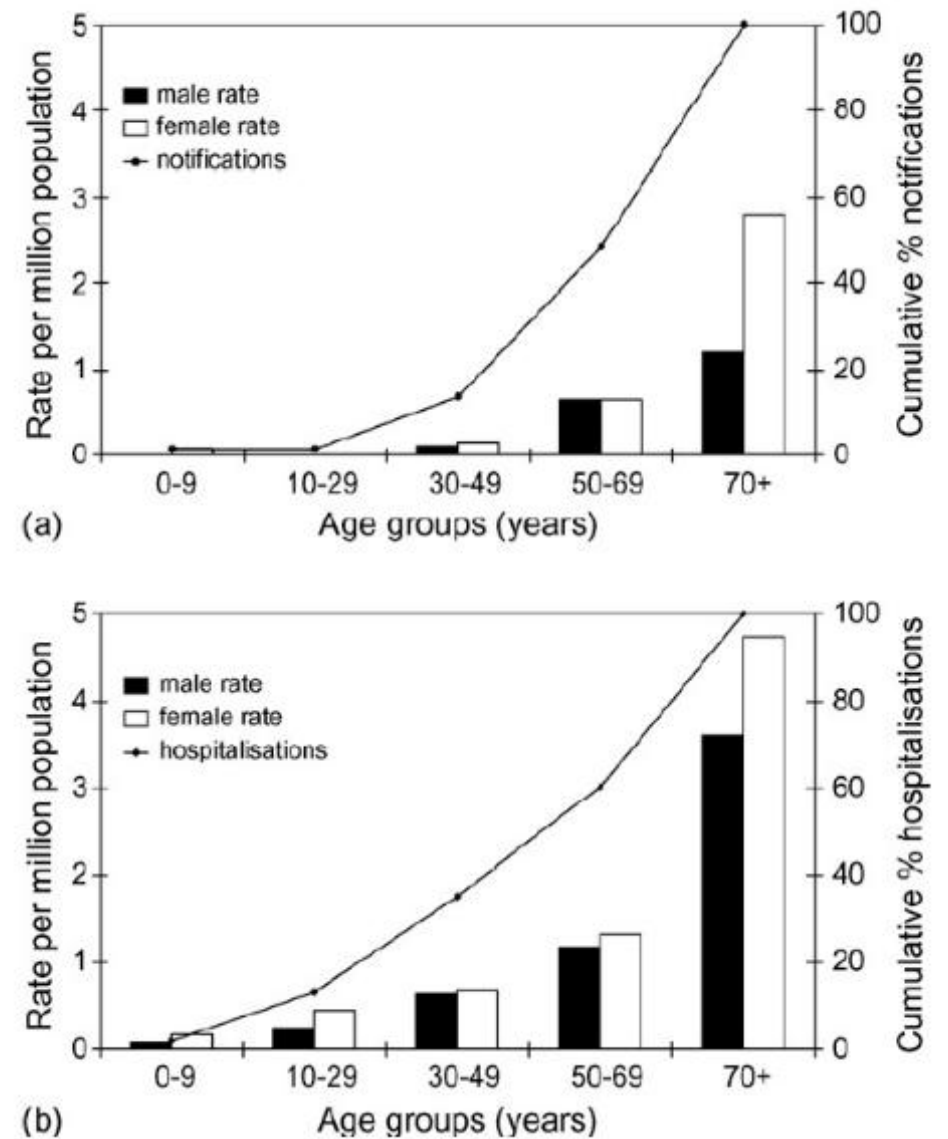 5
4
3
2
1
0
Rate per million population
male rate
female rate
notifications
100
80
60
40
20
0
Cumulative % notifications
0-9 10-29 30-49 50-69 70+
(a) Age groups (years)
5
4
3
2
1
0
Rate per million population
male rate
female rate
hospitalisations
100
80
60
40
20
0
Cumulative % hospitalisations
0-9 10-29 30-49 50-69 70+
(b) Age groups (years)